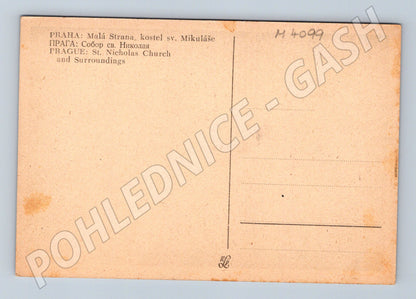 PRAHA: Malá Strana, kostel sv. Mikuláše
ПРАГА: Собор св. Николая
PRAGUE: St. Nicholas Church
and Surroundings
M 4099
POHLEDNICE - GASH